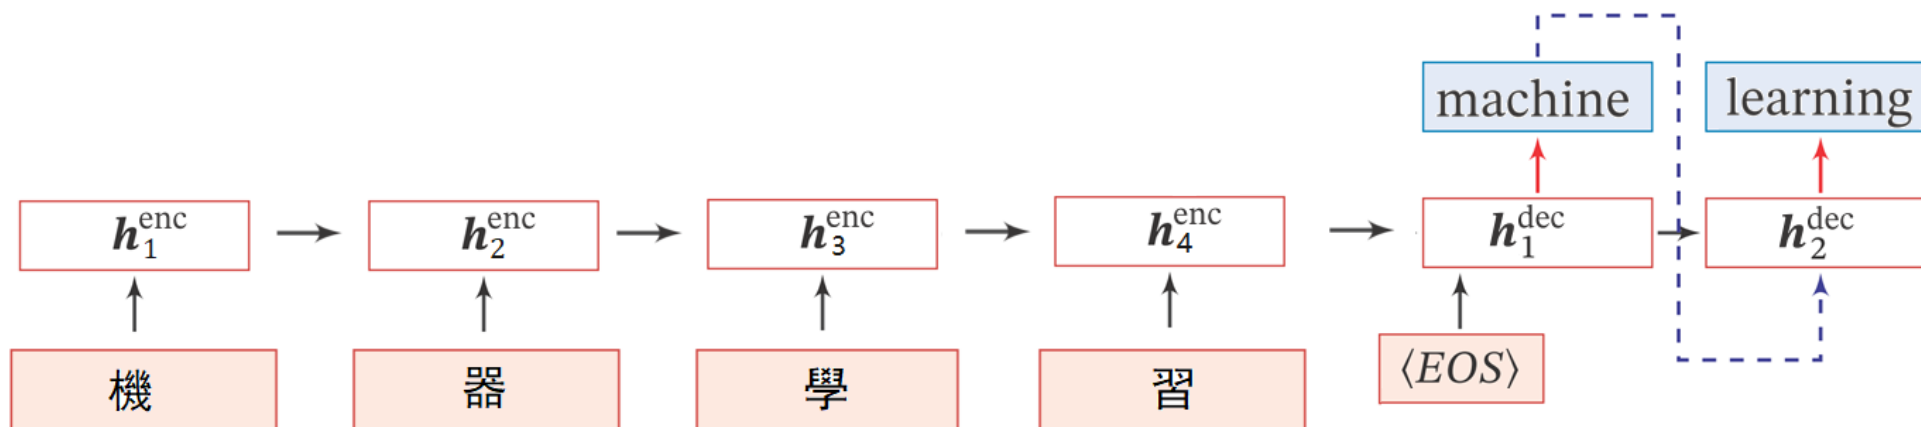 machine learning
h₁ᵉⁿᶜ h₂ᵉⁿᶜ h₃ᵉⁿᶜ h₄ᵉⁿᶜ h₁ᵈᵉᶜ h₂ᵈᵉᶜ
機 器 學 習 ⟨EOS⟩